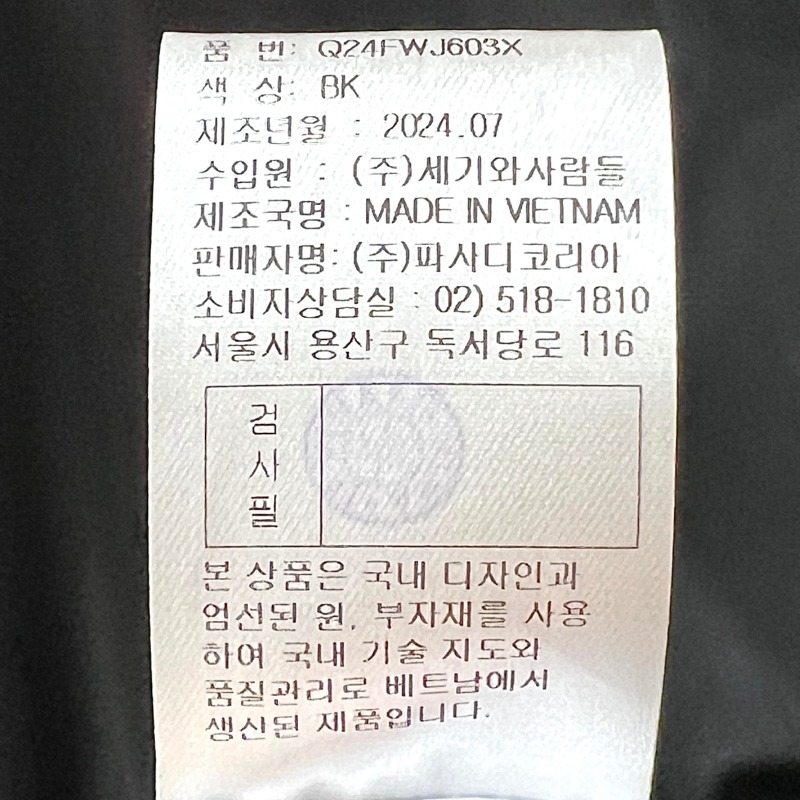 품 번: Q24FWJ603X
색 상: BK
제조년월 : 2024.07
수입원 : (주)세기와사람들
제조국명 : MADE IN VIETNAM
판매자명: (주)파사디코리아
소비자상담실 : 02) 518-1810
서울시 용산구 독서당로 116
검
사
필
본 상품은 국내 디자인과
엄선된 원, 부자재를 사용
하여 국내 기술 지도와
품질관리로 베트남에서
생산된 제품입니다.